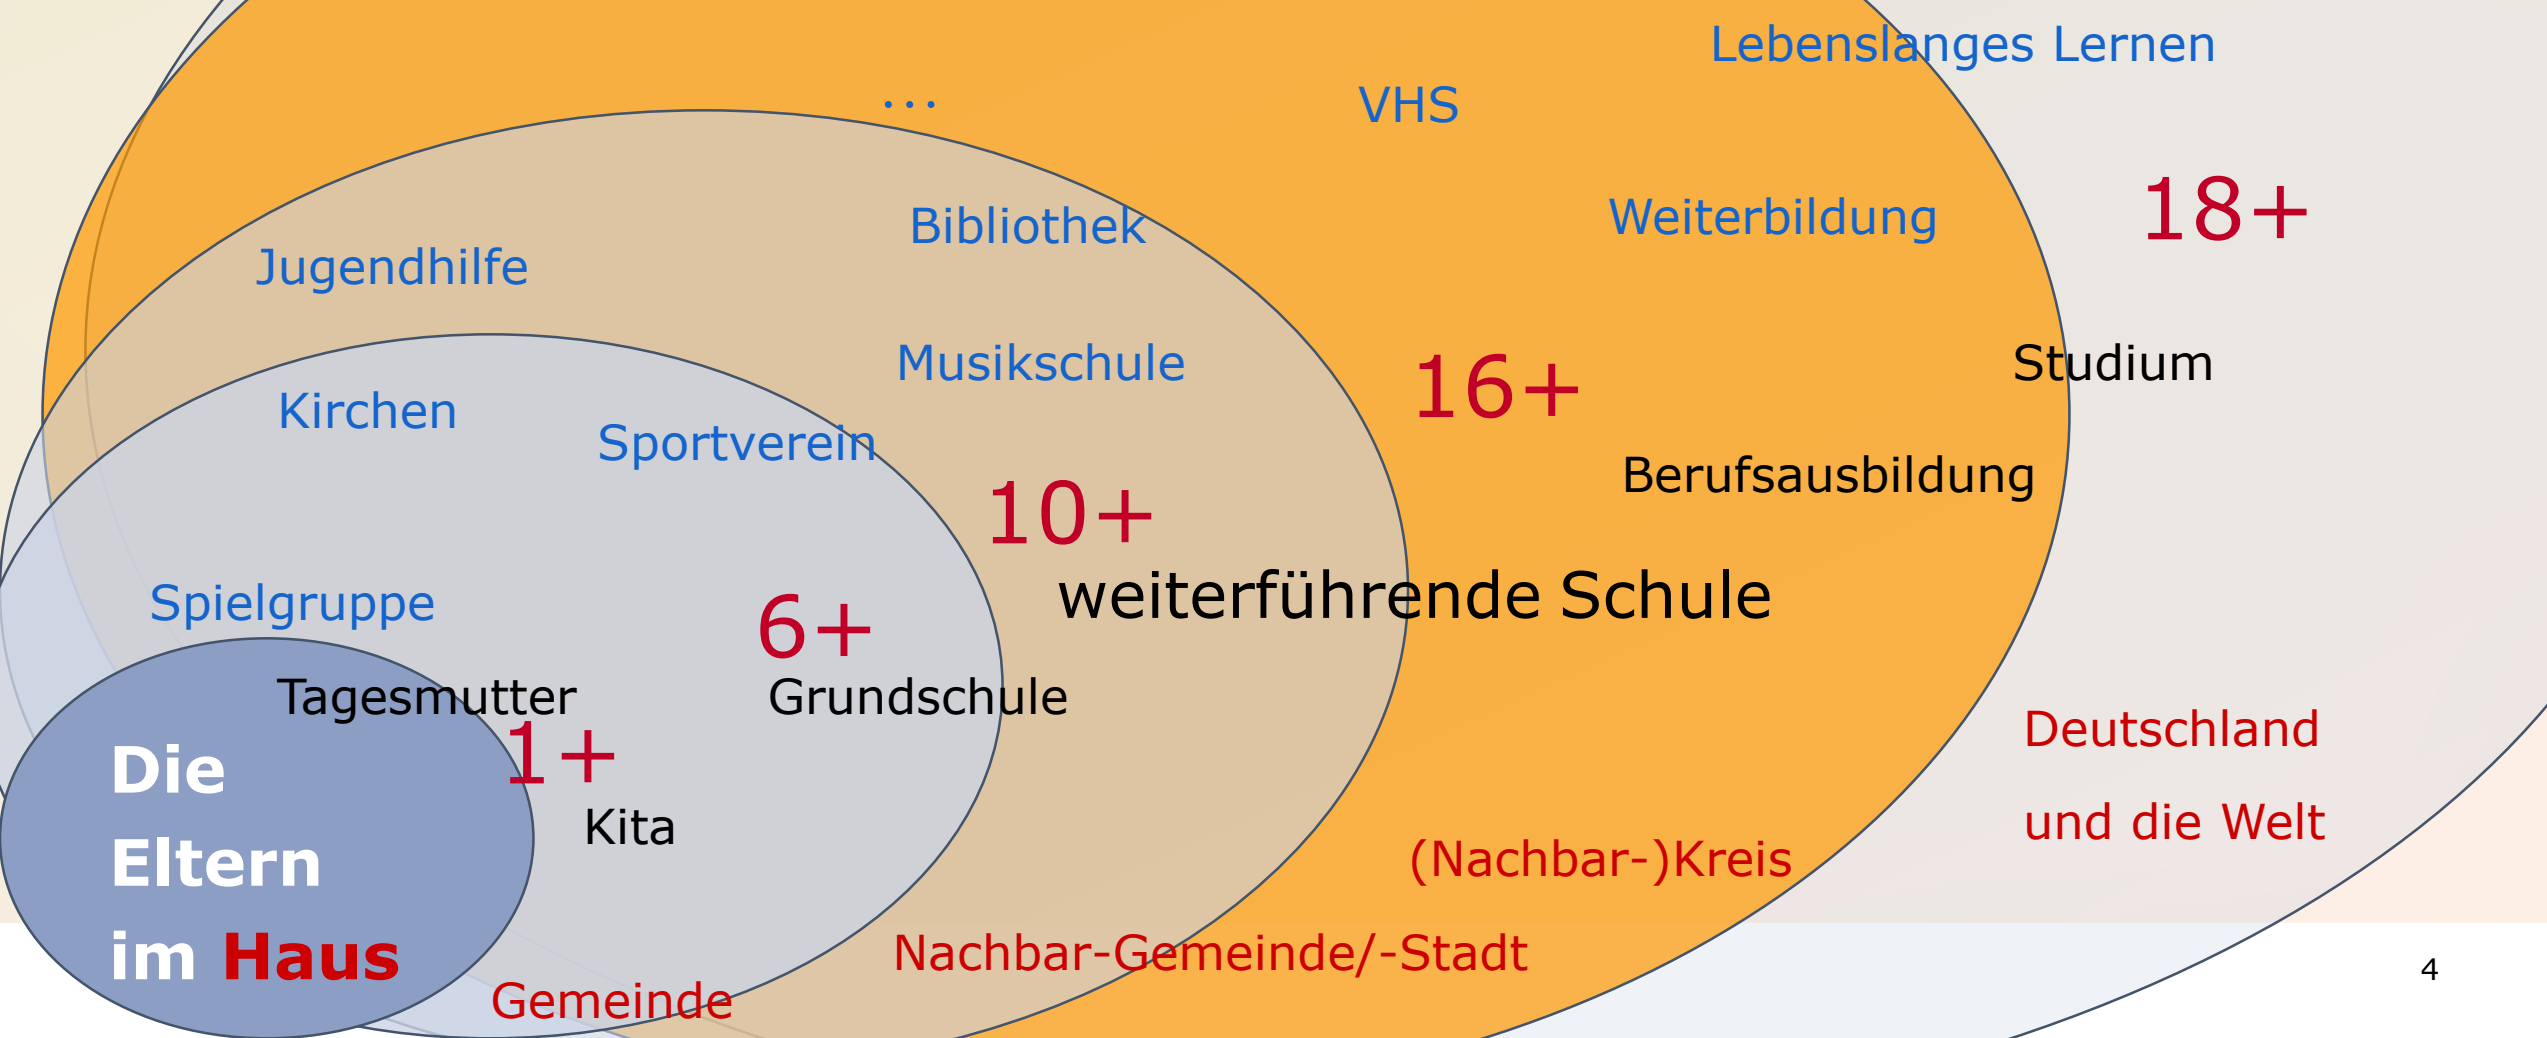 Lebenslanges Lernen
...
VHS
18+
Bibliothek
Weiterbildung
Jugendhilfe
Musikschule
16+
Studium
Kirchen
Sportverein
Berufsausbildung
10+
weiterführende Schule
Spielgruppe
6+
Tagesmutter
Grundschule
1+
Kita
Die
Eltern
im Haus
Deutschland
und die Welt
(Nachbar-)Kreis
Nachbar-Gemeinde/-Stadt
Gemeinde
4